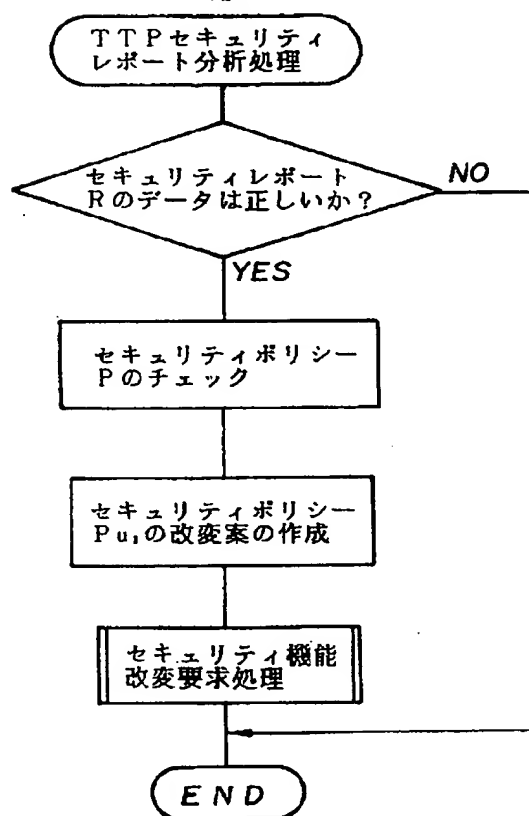 TTPセキュリティ
レポート分析処理
セキュリティレポート
Rのデータは正しいか？
NO
YES
セキュリティポリシー
Pのチェック
セキュリティポリシー
Pu₁の改変案の作成
セキュリティ機能
改変要求処理
END